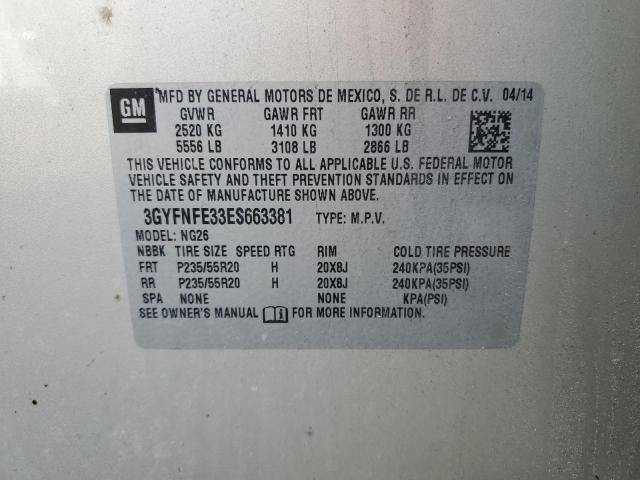 GM
MFD BY GENERAL MOTORS DE MEXICO, S. DE R.L. DE C.V. 04/14
GVWR GAWR FRT GAWR RR
2520 KG 1410 KG 1300 KG
5556 LB 3108 LB 2866 LB
THIS VEHICLE CONFORMS TO ALL APPLICABLE U.S. FEDERAL MOTOR
VEHICLE SAFETY AND THEFT PREVENTION STANDARDS IN EFFECT ON
THE DATE OF MANUFACTURE SHOWN ABOVE.
3GYFNFE33ES663381 TYPE: M.P.V.
MODEL: NG26
NBBK TIRE SIZE SPEED RTG RIM COLD TIRE PRESSURE
FRT P235/55R20 H 20X8J 240KPA(35PSI)
RR P235/55R20 H 20X8J 240KPA(35PSI)
SPA NONE NONE KPA(PSI)
SEE OWNER'S MANUAL FOR MORE INFORMATION.